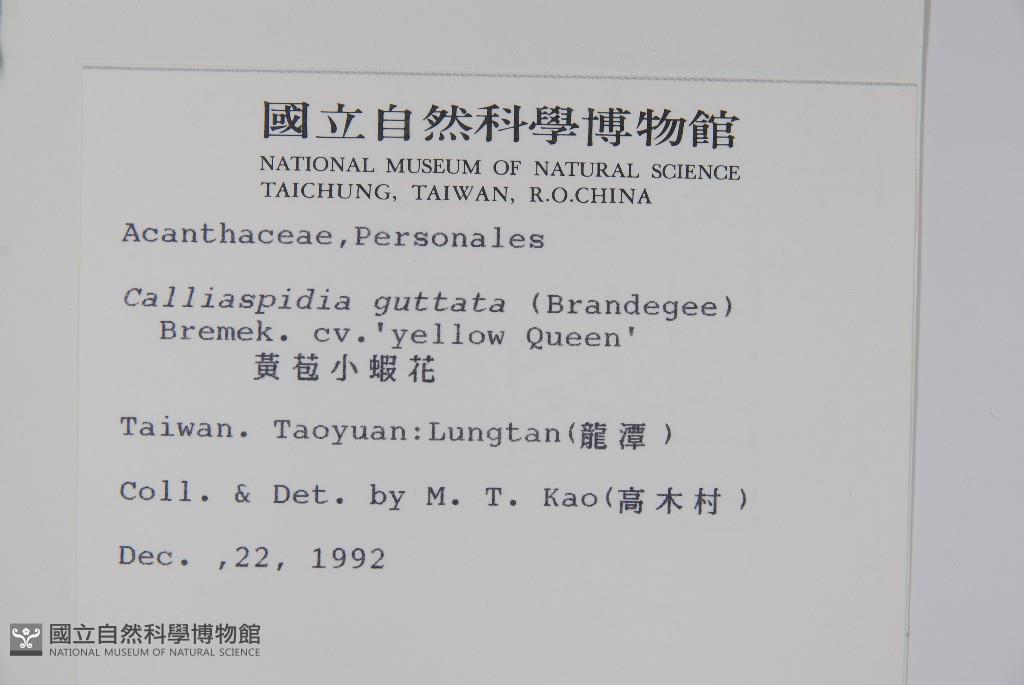 國立自然科學博物館
NATIONAL MUSEUM OF NATURAL SCIENCE
TAICHUNG, TAIWAN, R.O.CHINA
Acanthaceae,Personales
Calliaspidia guttata (Brandegee)
Bremek. cv.'yellow Queen'
黃苞小蝦花
Taiwan. Taoyuan:Lungtan(龍潭)
Coll. & Det. by M. T. Kao(高木村)
Dec. ,22, 1992
國立自然科學博物館
NATIONAL MUSEUM OF NATURAL SCIENCE